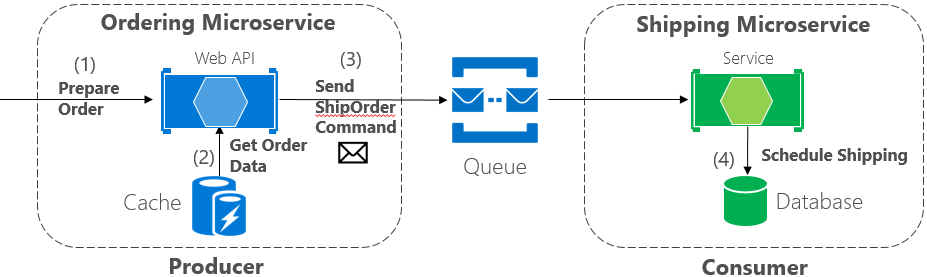 Ordering Microservice
Web API
(1)
Prepare
Order
(3)
Send
ShipOrder
Command
(2)
Get Order
Data
Cache
Producer
Queue
Shipping Microservice
Service
(4)
Schedule Shipping
Database
Consumer